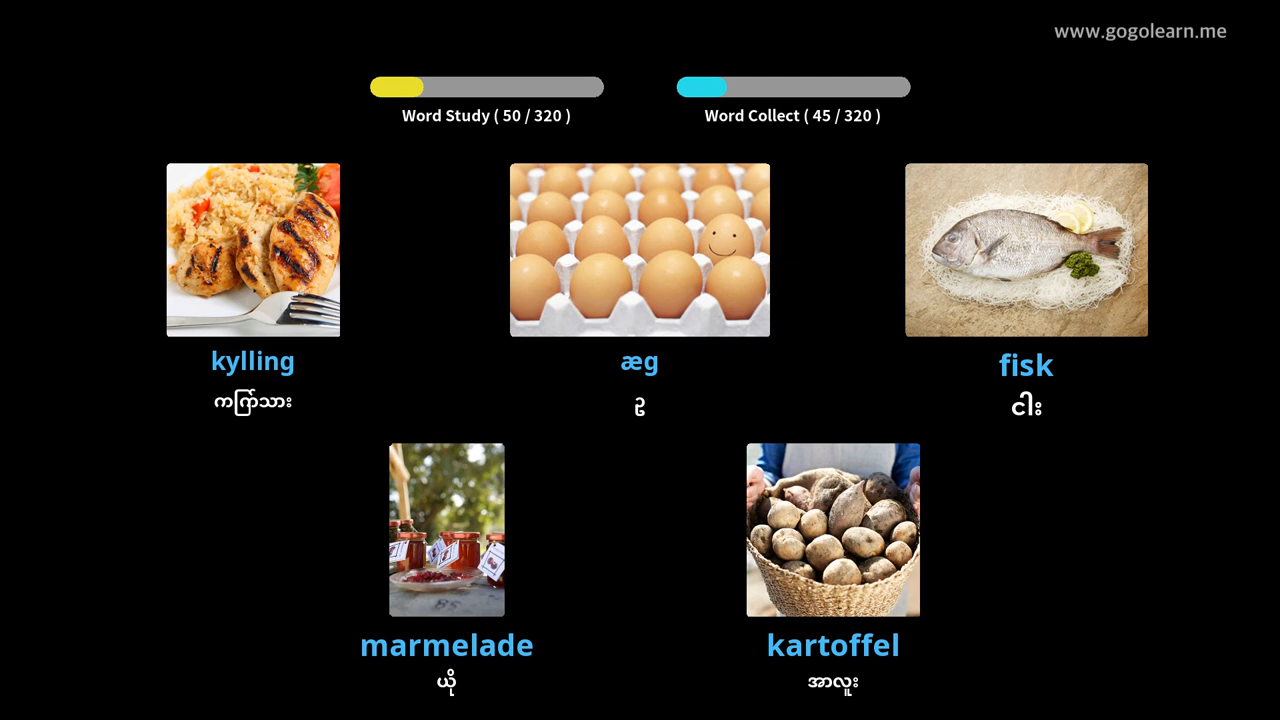 www.gogolearn.me
Word Study ( 50 / 320 )
Word Collect ( 45 / 320 )
kylling
æg
fisk
ကြက်သား
ဥ
ငါး
marmelade
kartoffel
ယို
အာလူး